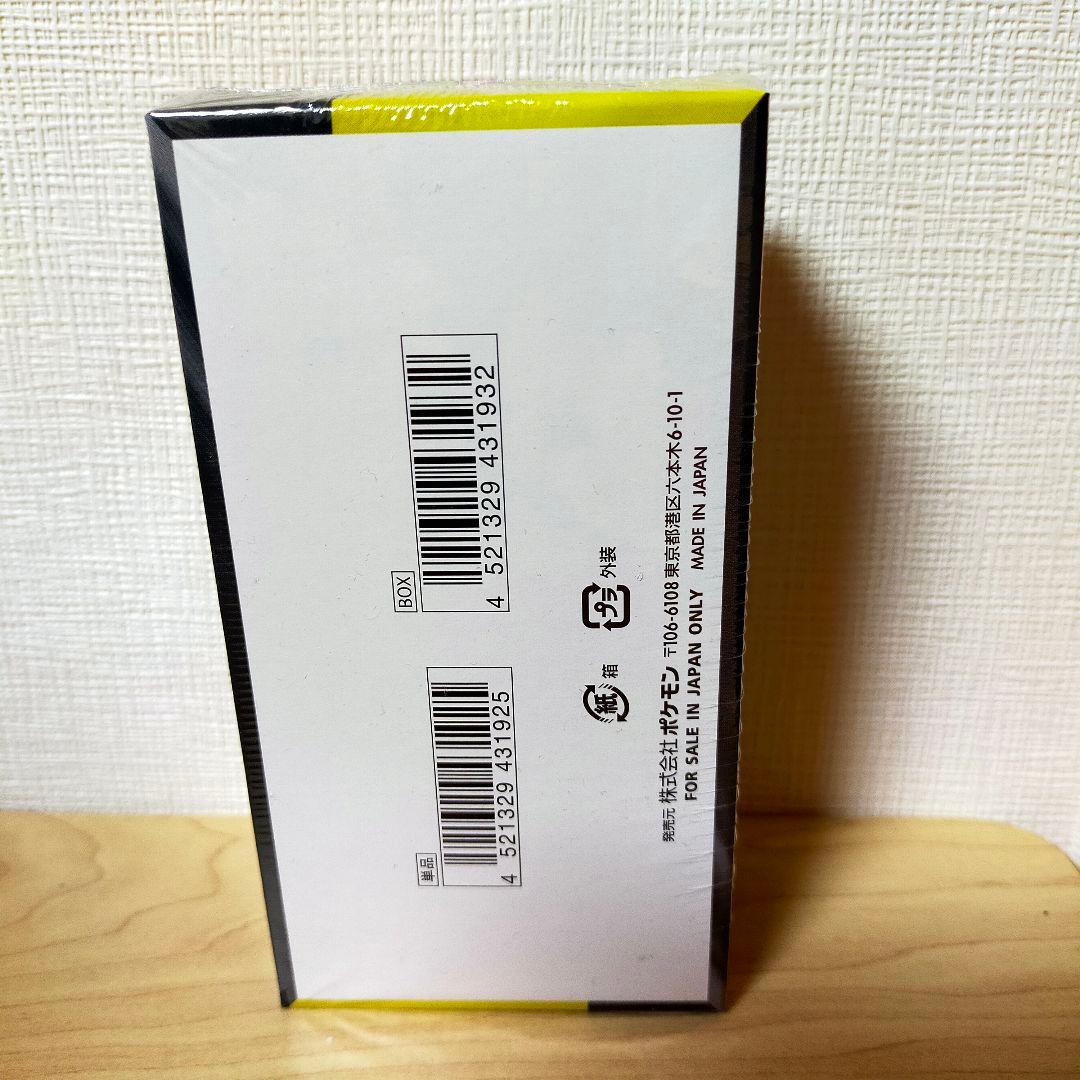 単品
4 521329 431925
BOX
4 521329 431932
紙 箱
プラ 外装
発売元 株式会社ポケモン 〒106-6108 東京都港区六本木6-10-1
FOR SALE IN JAPAN ONLY MADE IN JAPAN